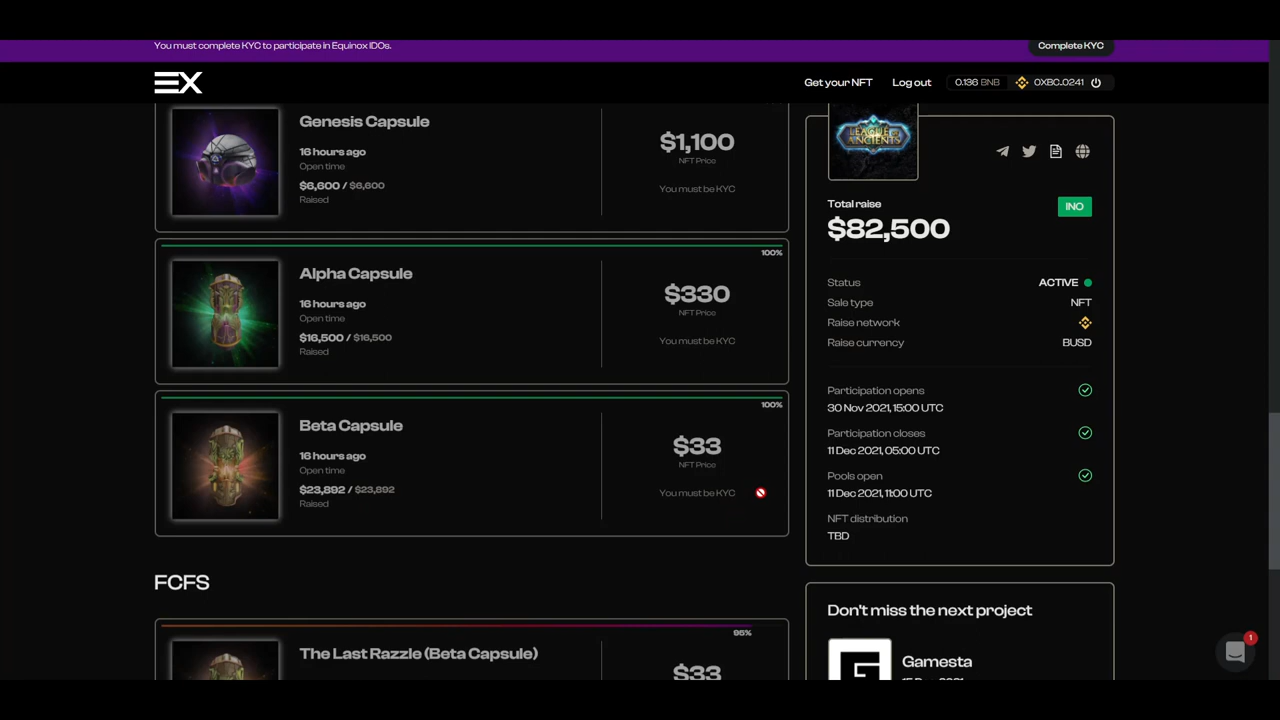 You must complete KYC to participate in Equinox IDOs.
Complete KYC
EX
Get your NFT
Log out
0.136 BNB
0XBC..0241
Genesis Capsule
16 hours ago
Open time
$6,600 / $6,600
Raised
$1,100
NFT Price
You must be KYC
100%
Alpha Capsule
16 hours ago
Open time
$16,500 / $16,500
Raised
$330
NFT Price
You must be KYC
100%
Beta Capsule
16 hours ago
Open time
$23,892 / $23,892
Raised
$33
NFT Price
You must be KYC
FCFS
95%
The Last Razzle (Beta Capsule)
$33
LEAGUE OF
ANCIENTS
Total raise
INO
$82,500
Status
ACTIVE
Sale type
NFT
Raise network
Raise currency
BUSD
Participation opens
30 Nov 2021, 15:00 UTC
Participation closes
11 Dec 2021, 05:00 UTC
Pools open
11 Dec 2021, 11:00 UTC
NFT distribution
TBD
Don't miss the next project
Gamesta
1